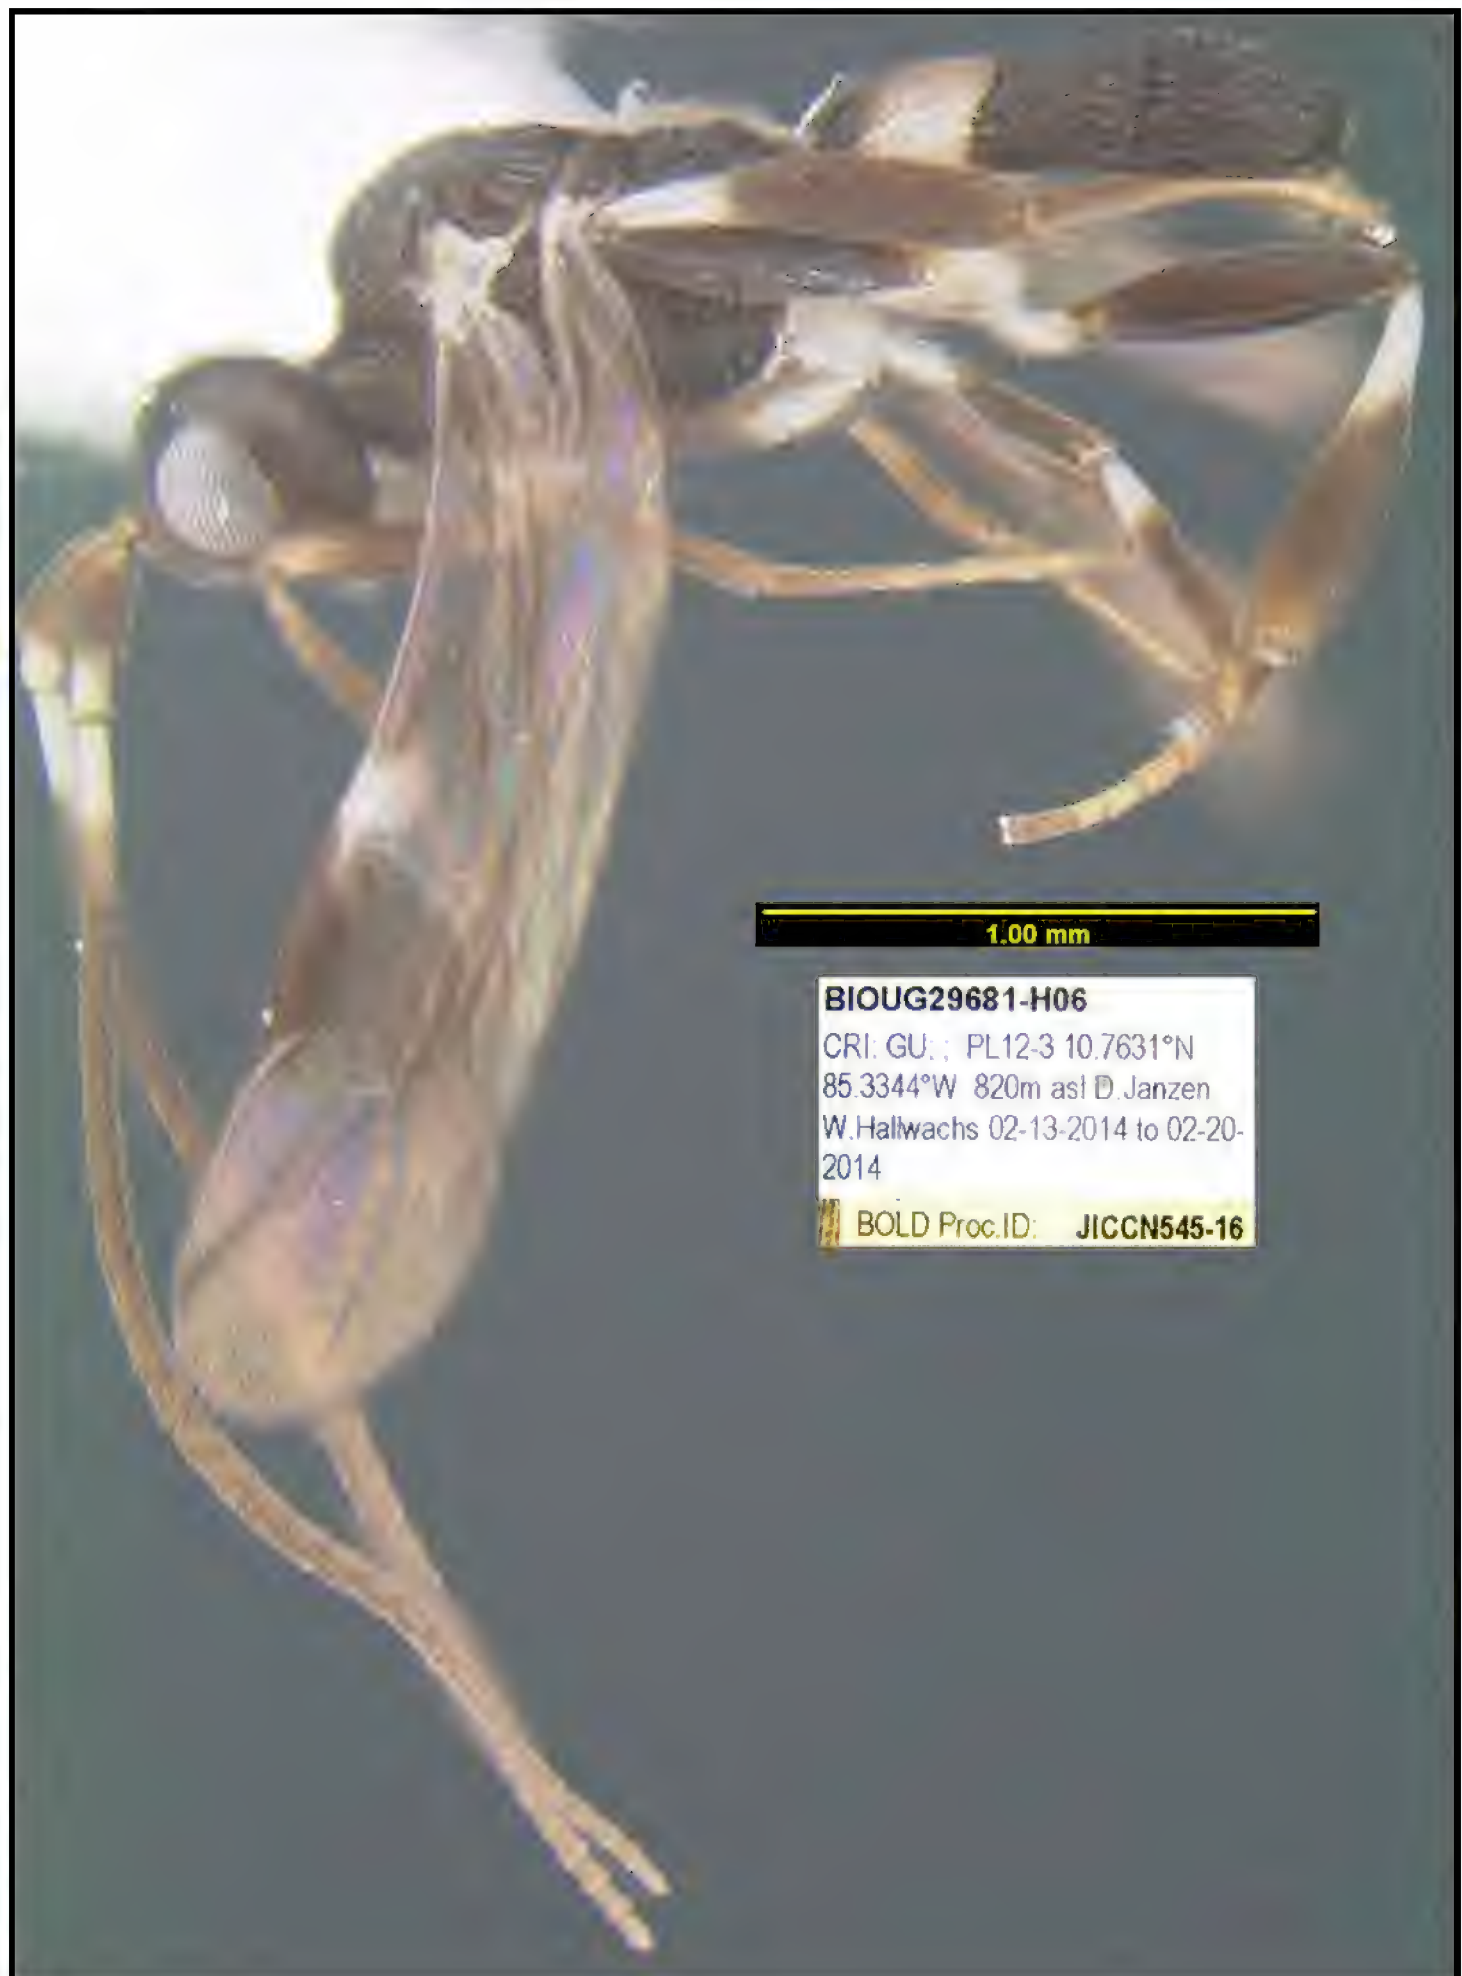 1.00 mm
BIOUG29681-H06
CRI: GU; ; PL12-3 10.7631°N
85.3344°W 820m asl D.Janzen
W.Hallwachs 02-13-2014 to 02-20-
2014
BOLD Proc.ID: JICCN545-16